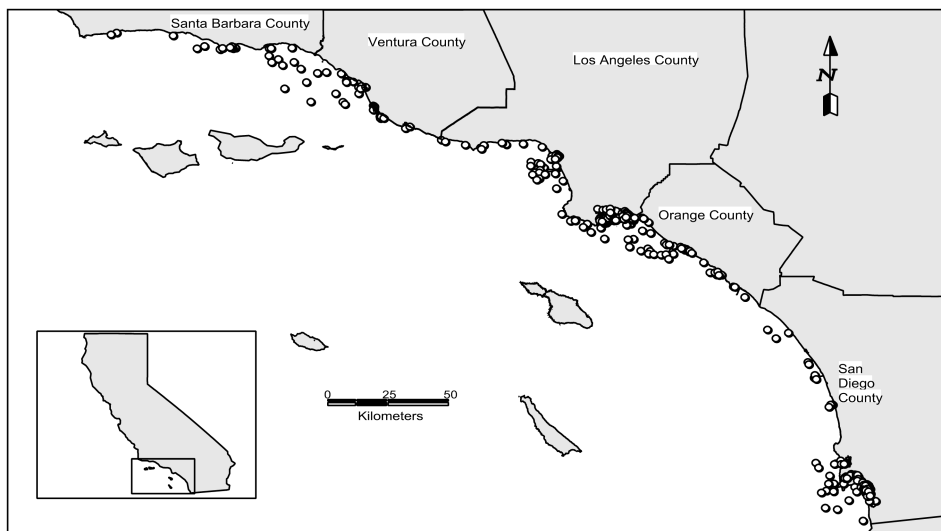 Santa Barbara County
Ventura County
Los Angeles County
N
Orange County
San
Diego
County
0 25 50
Kilometers